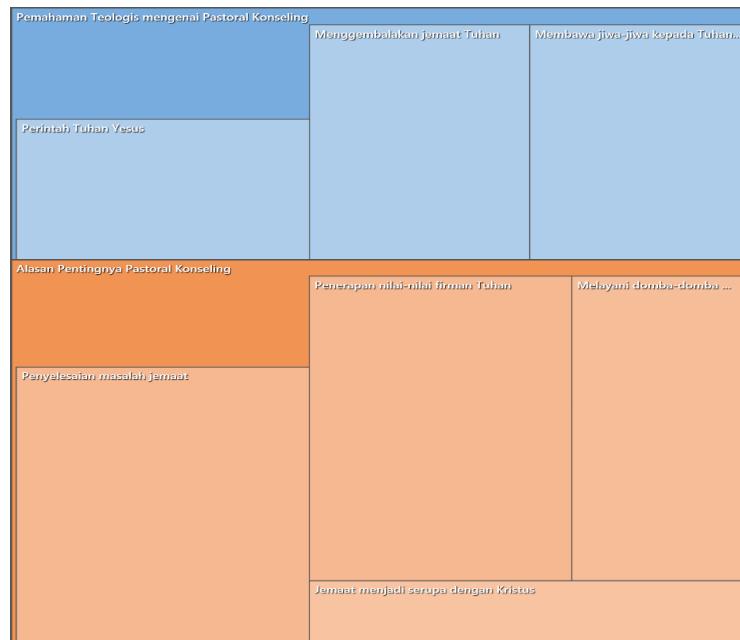 Pemahaman Teologis mengenai Pastoral Konseling
Menggembalakan jemaat Tuhan
Membawa jiwa-jiwa kepada Tuhan...
Perintah Tuhan Yesus
Alasan Pentingnya Pastoral Konseling
Penerapan nilai-nilai firman Tuhan
Melayani domba-domba ...
Penyelesaian masalah jemaat
Jemaat menjadi serupa dengan Kristus